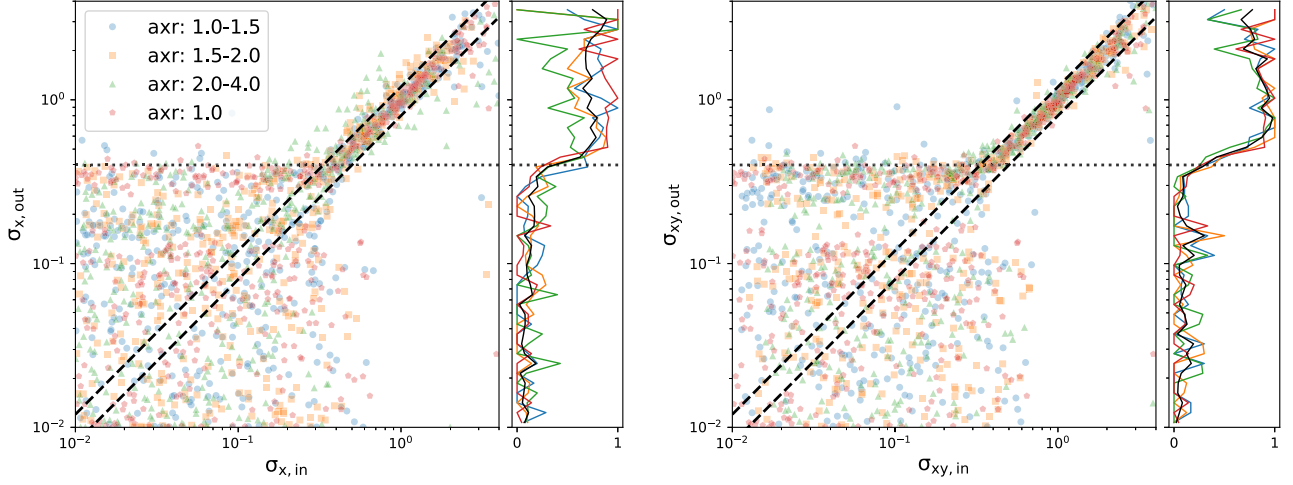 axr: 1.0-1.5
axr: 1.5-2.0
axr: 2.0-4.0
axr: 1.0
10⁰
10⁻¹
10⁻²
σx, out
10⁻²
10⁻¹
10⁰
σx, in
0
1
10⁰
10⁻¹
10⁻²
σxy, out
10⁻²
10⁻¹
10⁰
σxy, in
0
1